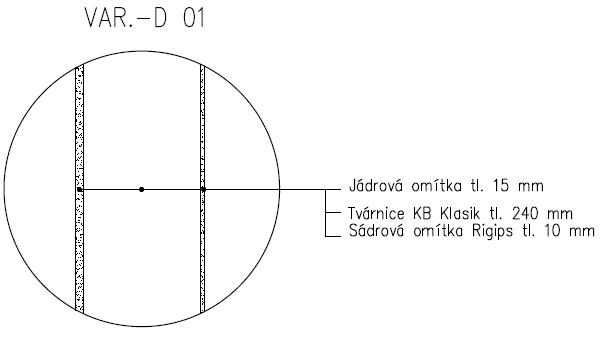 VAR.-D 01
Jádrová omítka tl. 15 mm
Tvárnice KB Klasik tl. 240 mm
Sádrová omítka Rigips tl. 10 mm